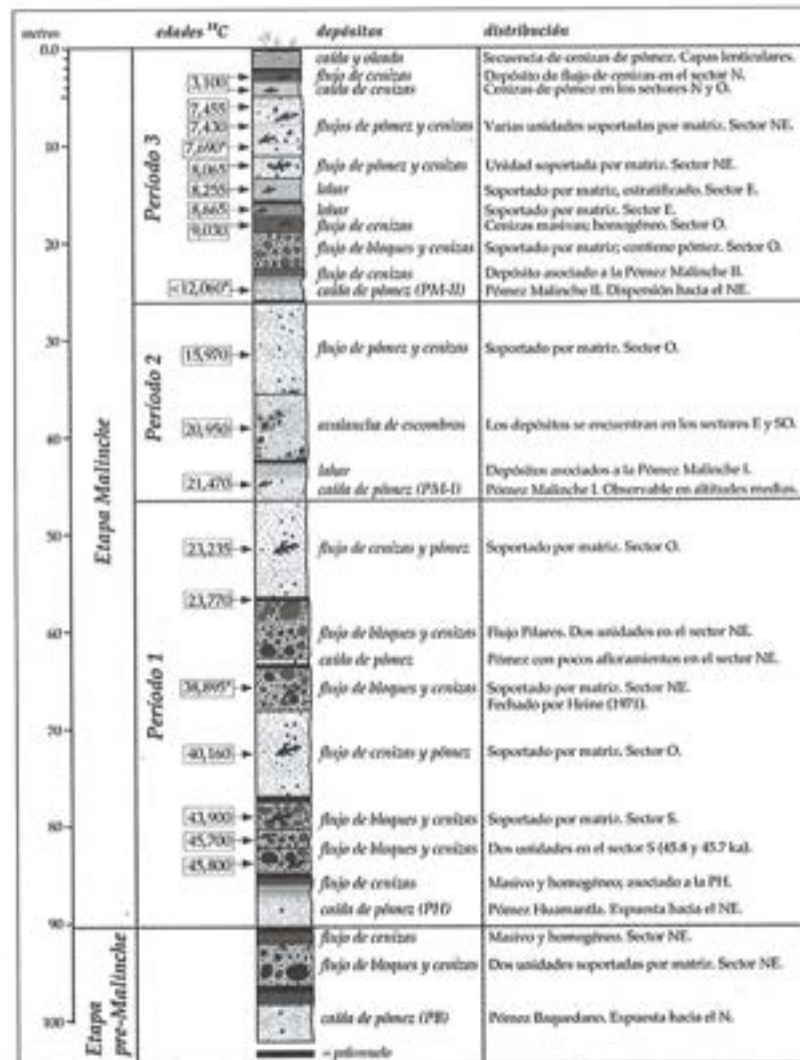 metros edades ¹⁴C depósitos distribución
0.0 caída y oleada Secuencia de cenizas de pómez. Capas lenticulares.
3,100 flujo de cenizas Depósito de flujo de cenizas en el sector N.
caída de cenizas Cenizas de pómez en los sectores N y O.
7,455
7,430 flujos de pómez y cenizas Varias unidades soportadas por matriz. Sector NE.
10 7,690*
8,065 flujo de pómez y cenizas Unidad soportada por matriz. Sector NE.
8,255 lahar Soportado por matriz, estratificado. Sector E.
8,665 lahar Soportado por matriz. Sector E.
9,030 flujo de cenizas Cenizas masivas; homogéneo. Sector O.
20 flujo de bloques y cenizas Soportado por matriz; contiene pómez. Sector O.
flujo de cenizas Depósito asociado a la Pómez Malinche II.
<12,060* caída de pómez (PM-II) Pómez Malinche II. Dispersión hacia el NE.
Período 3
30
15,970 flujo de pómez y cenizas Soportado por matriz. Sector O.
20,950 avalancha de escombros Los depósitos se encuentran en los sectores E y SO.
40
lahar Depósitos asociados a la Pómez Malinche I.
21,470 caída de pómez (PM-I) Pómez Malinche I. Observable en altitudes medias.
Período 2
Etapa Malinche
50
23,235 flujo de cenizas y pómez Soportado por matriz. Sector O.
23,770
60 flujo de bloques y cenizas Flujo Pilares. Dos unidades en el sector NE.
caída de pómez Pómez con pocos afloramientos en el sector NE.
38,895* flujo de bloques y cenizas Soportado por matriz. Sector NE.
Fechado por Heine (1971).
70
40,160 flujo de cenizas y pómez Soportado por matriz. Sector O.
43,900 flujo de bloques y cenizas Soportado por matriz. Sector S.
80
45,700 flujo de bloques y cenizas Dos unidades en el sector S (45.8 y 45.7 ka).
45,800
flujo de cenizas Masivo y homogéneo; asociado a la PH.
caída de pómez (PH) Pómez Huamantla. Expuesta hacia el NE.
90
Período 1
flujo de cenizas Masivo y homogéneo. Sector NE.
flujo de bloques y cenizas Dos unidades soportadas por matriz. Sector NE.
100 caída de pómez (PB) Pómez Baquedano. Expuesta hacia el N.
Etapa
pre-Malinche
= paleosuelo